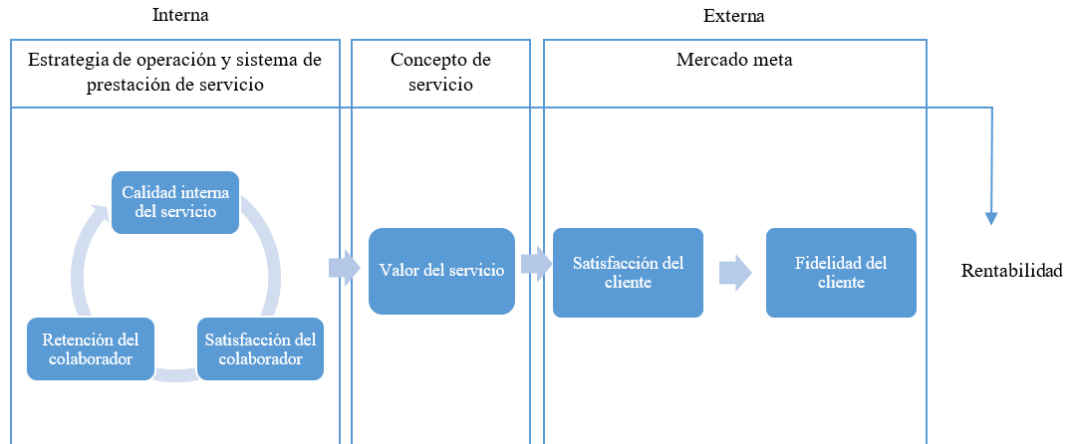 Interna
Externa
Estrategia de operación y sistema de
prestación de servicio
Concepto de
servicio
Mercado meta
Calidad interna
del servicio
Retención del
colaborador
Satisfacción del
colaborador
Valor del servicio
Satisfacción del
cliente
Fidelidad del
cliente
Rentabilidad